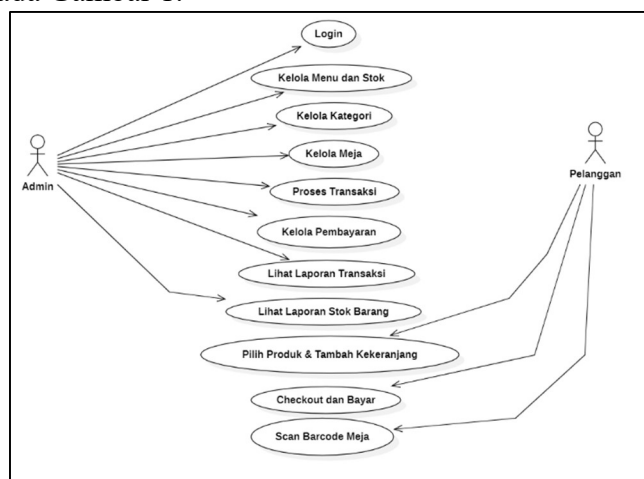 Login
Kelola Menu dan Stok
Kelola Kategori
Kelola Meja
Admin
Pelanggan
Proses Transaksi
Kelola Pembayaran
Lihat Laporan Transaksi
Lihat Laporan Stok Barang
Pilih Produk & Tambah Kekeranjang
Checkout dan Bayar
Scan Barcode Meja